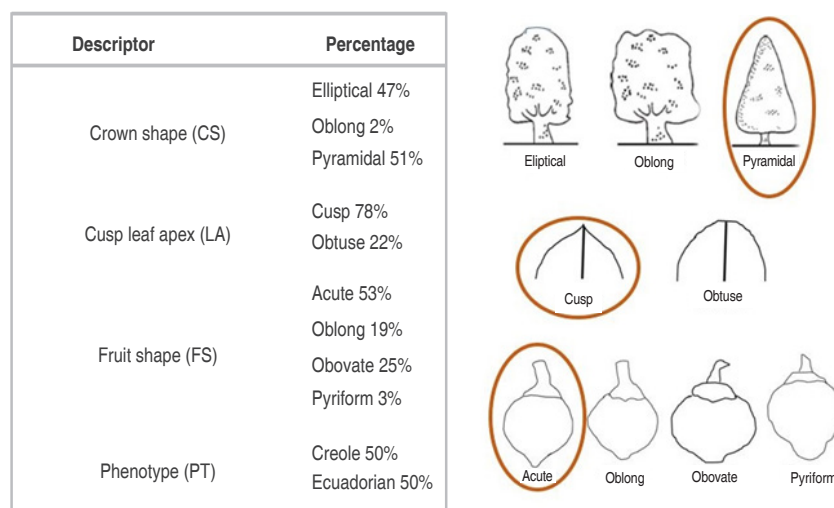 Descriptor Percentage
Crown shape (CS)
Elliptical 47%
Oblong 2%
Pyramidal 51%
Cusp leaf apex (LA)
Cusp 78%
Obtuse 22%
Fruit shape (FS)
Acute 53%
Oblong 19%
Obovate 25%
Pyriform 3%
Phenotype (PT)
Creole 50%
Ecuadorian 50%
Eliptical Oblong Pyramidal
Cusp Obtuse
Acute Oblong Obovate Pyriform